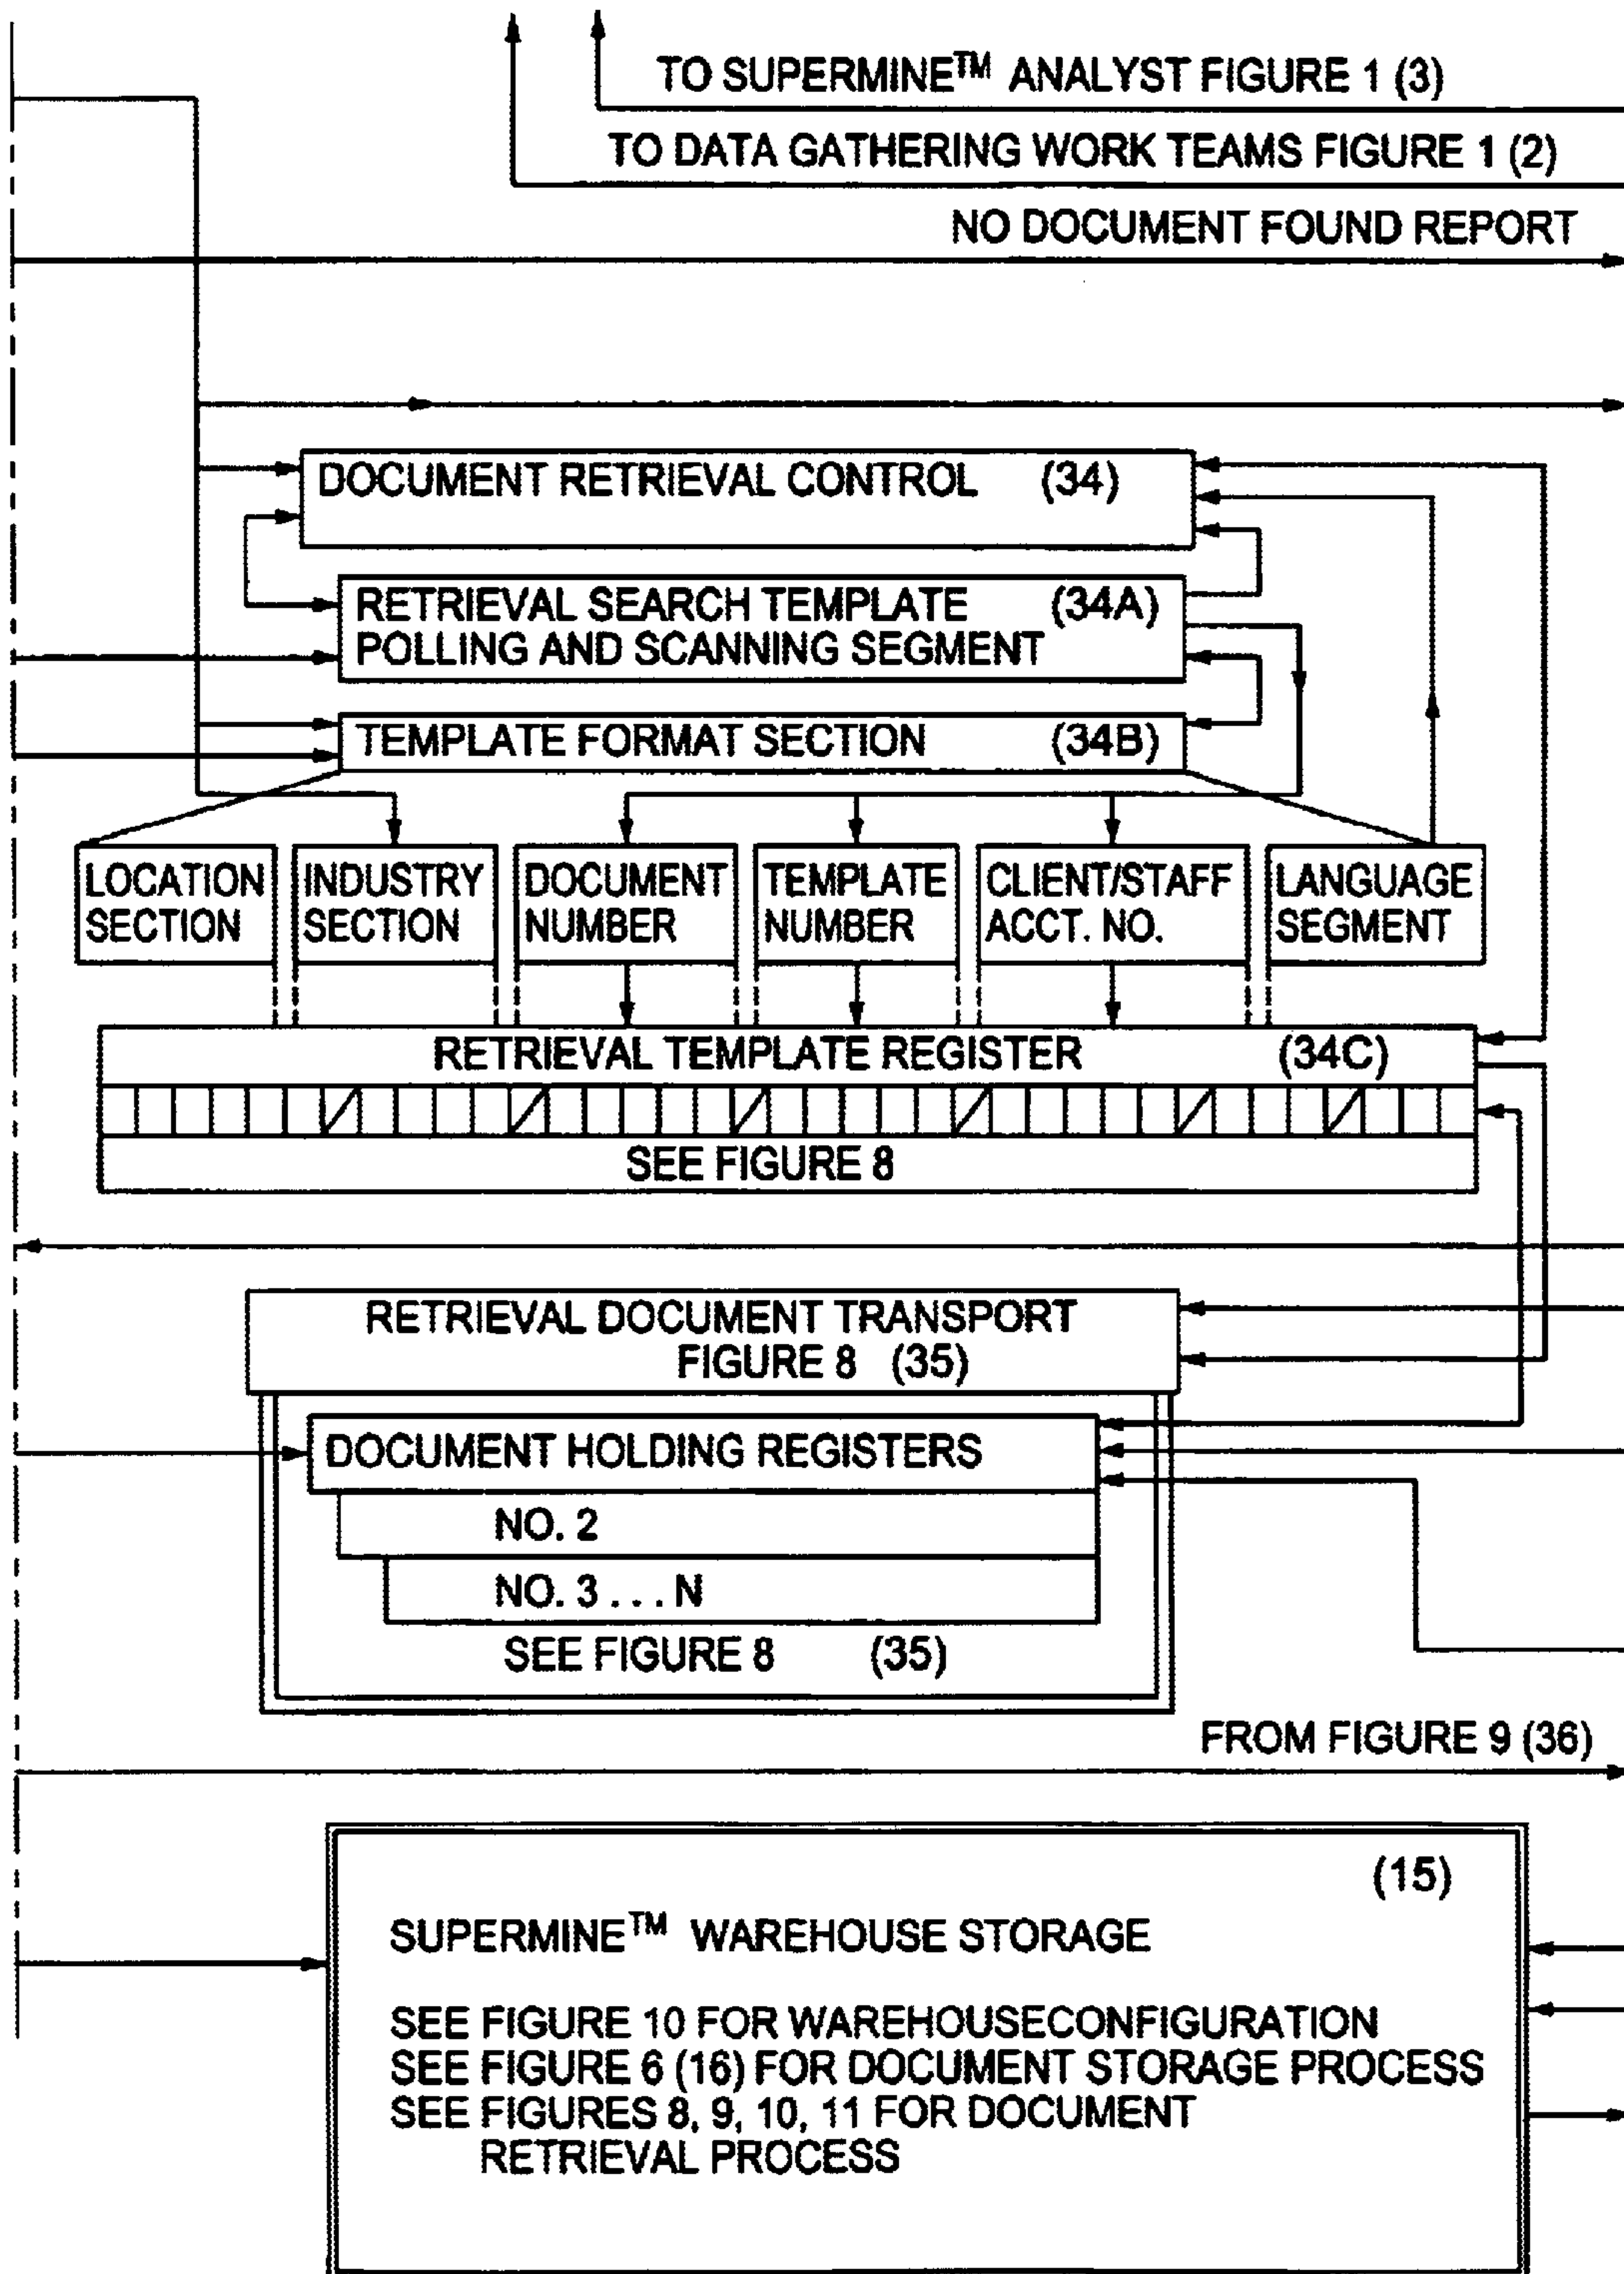 TO SUPERMINE™ ANALYST FIGURE 1 (3)
TO DATA GATHERING WORK TEAMS FIGURE 1 (2)
NO DOCUMENT FOUND REPORT
DOCUMENT RETRIEVAL CONTROL (34)
RETRIEVAL SEARCH TEMPLATE (34A)
POLLING AND SCANNING SEGMENT
TEMPLATE FORMAT SECTION (34B)
LOCATION
SECTION
INDUSTRY
SECTION
DOCUMENT
NUMBER
TEMPLATE
NUMBER
CLIENT/STAFF
ACCT. NO.
LANGUAGE
SEGMENT
RETRIEVAL TEMPLATE REGISTER (34C)
SEE FIGURE 8
RETRIEVAL DOCUMENT TRANSPORT
FIGURE 8 (35)
DOCUMENT HOLDING REGISTERS
NO. 2
NO. 3 . . . N
SEE FIGURE 8 (35)
FROM FIGURE 9 (36)
(15)
SUPERMINE™ WAREHOUSE STORAGE
SEE FIGURE 10 FOR WAREHOUSECONFIGURATION
SEE FIGURE 6 (16) FOR DOCUMENT STORAGE PROCESS
SEE FIGURES 8, 9, 10, 11 FOR DOCUMENT
RETRIEVAL PROCESS